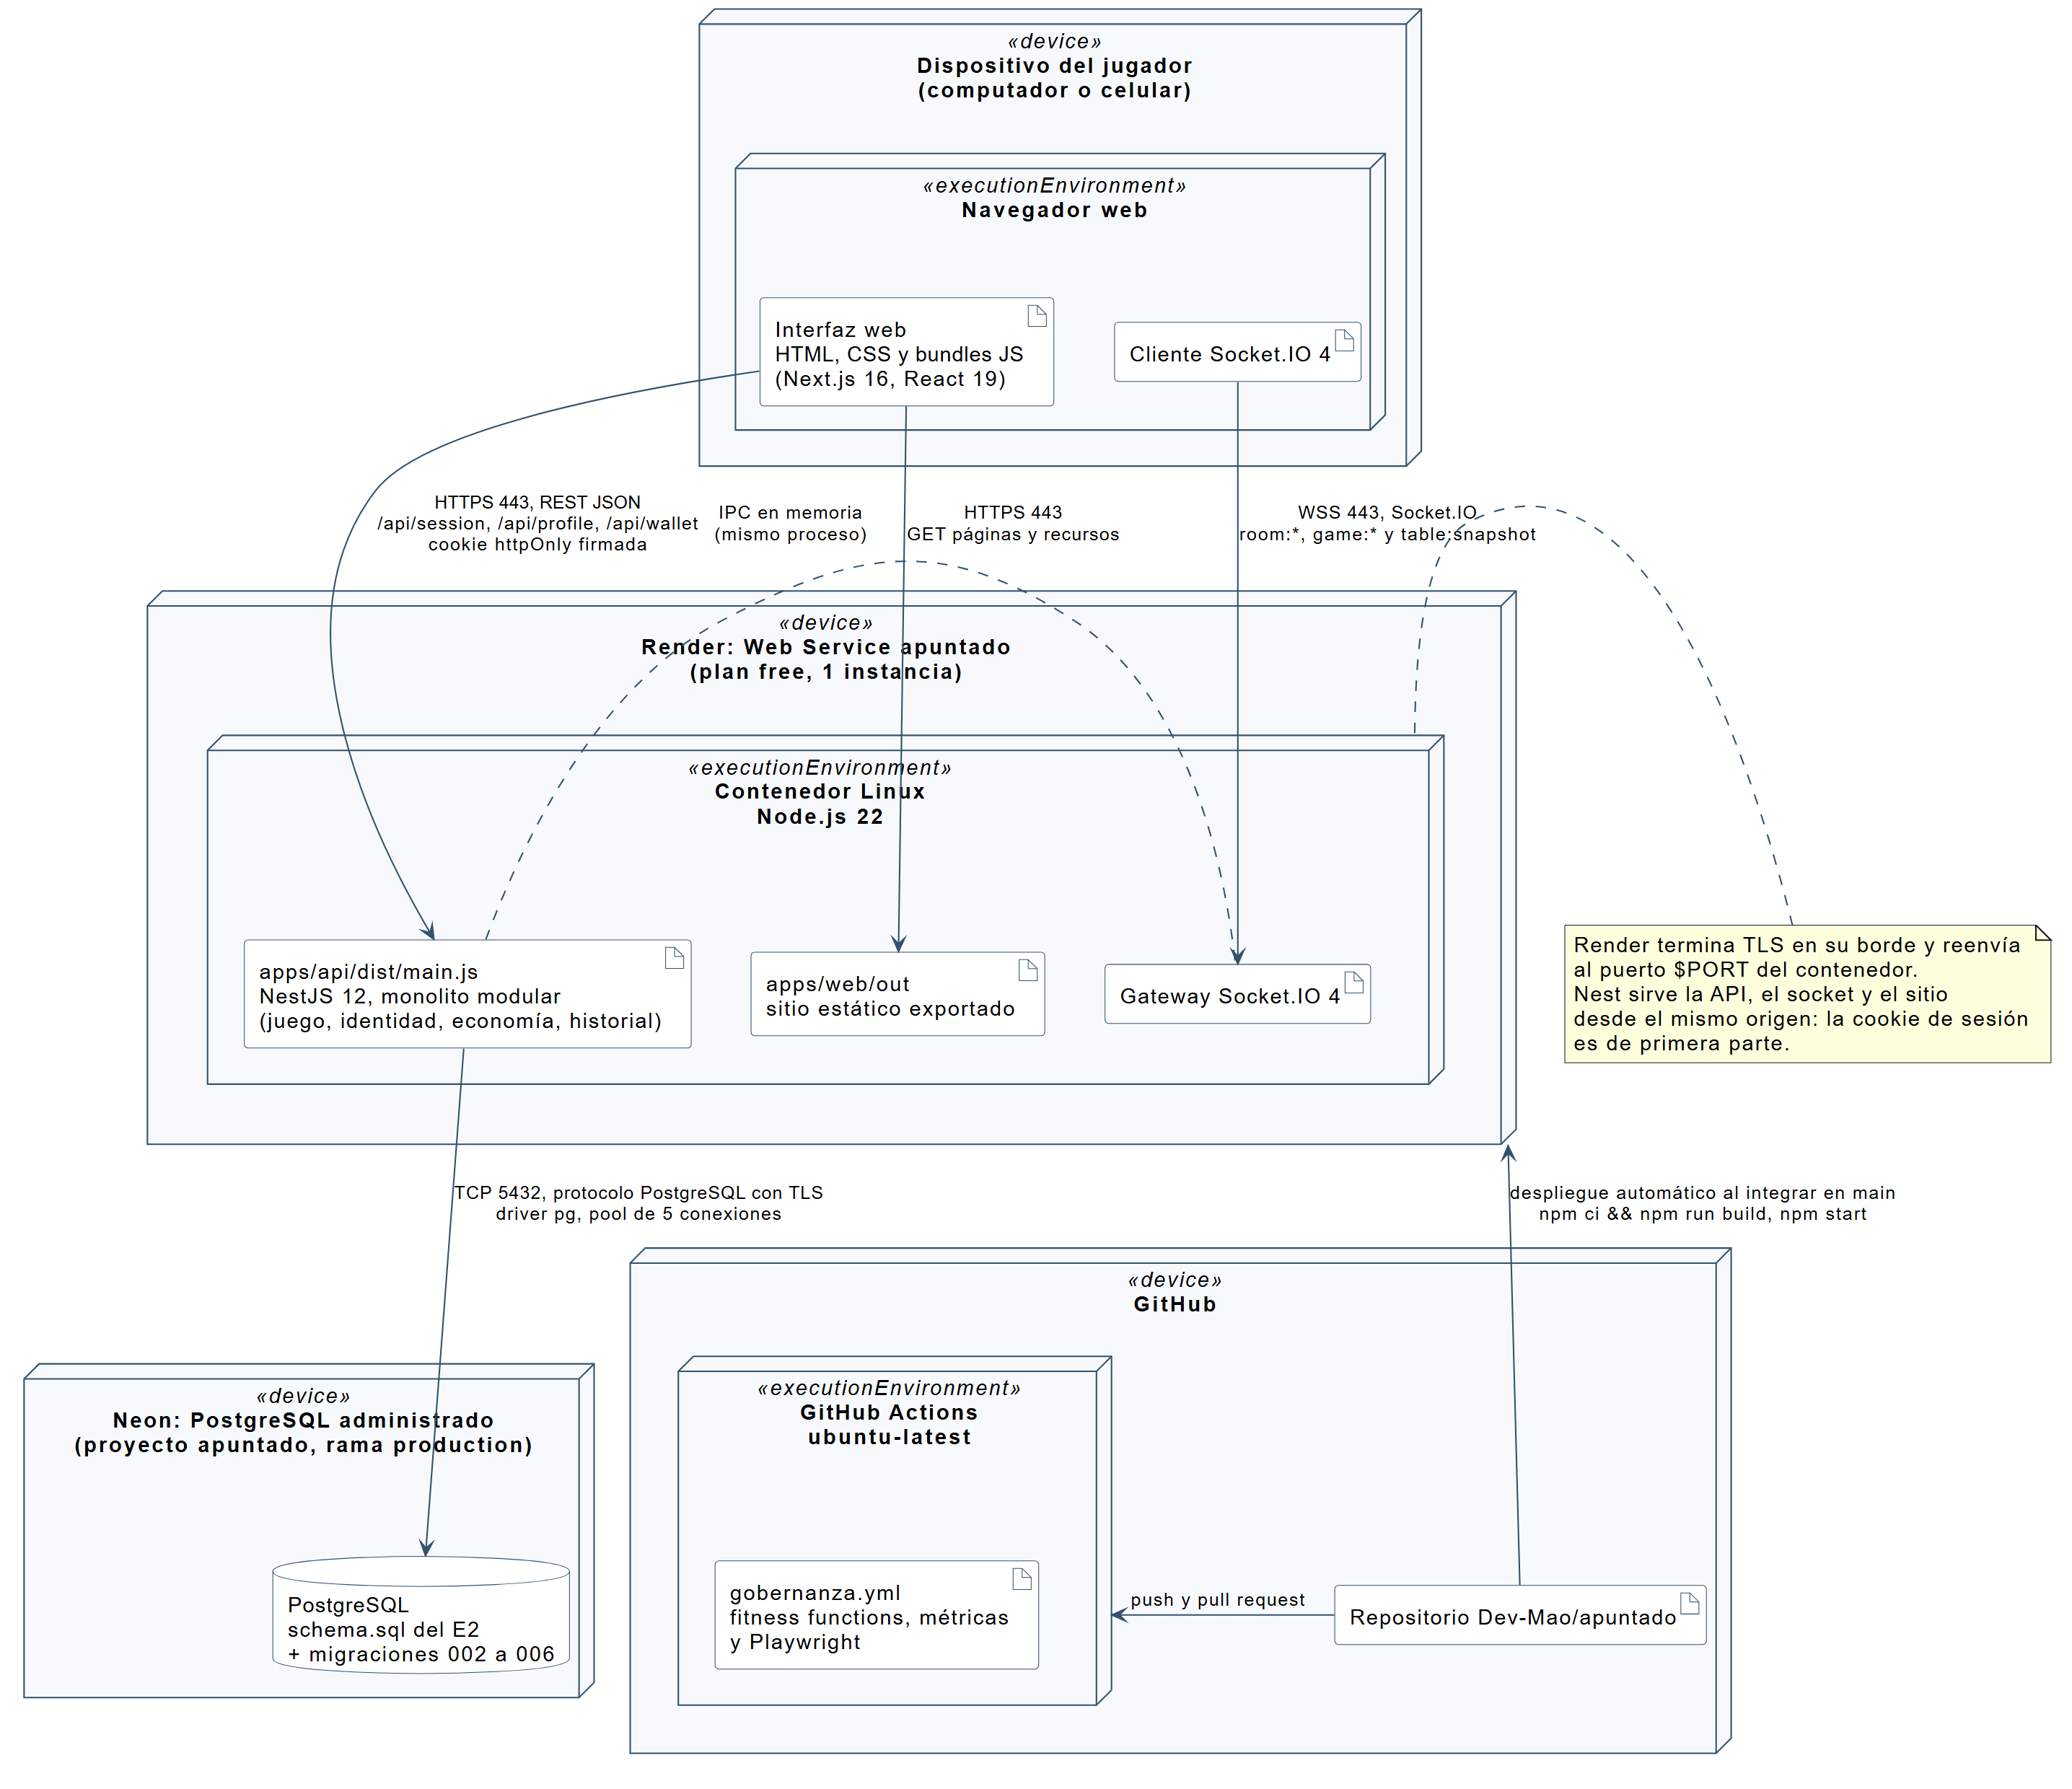 «device»
Dispositivo del jugador
(computador o celular)
«executionEnvironment»
Navegador web
Interfaz web
HTML, CSS y bundles JS
(Next.js 16, React 19)
Cliente Socket.IO 4
HTTPS 443, REST JSON
/api/session, /api/profile, /api/wallet
cookie httpOnly firmada
IPC en memoria
(mismo proceso)
HTTPS 443
GET páginas y recursos
WSS 443, Socket.IO
room:*, game:* y table:snapshot
«device»
Render: Web Service apuntado
(plan free, 1 instancia)
«executionEnvironment»
Contenedor Linux
Node.js 22
apps/api/dist/main.js
NestJS 12, monolito modular
(juego, identidad, economía, historial)
apps/web/out
sitio estático exportado
Gateway Socket.IO 4
Render termina TLS en su borde y reenvía
al puerto $PORT del contenedor.
Nest sirve la API, el socket y el sitio
desde el mismo origen: la cookie de sesión
es de primera parte.
TCP 5432, protocolo PostgreSQL con TLS
driver pg, pool de 5 conexiones
despliegue automático al integrar en main
npm ci && npm run build, npm start
«device»
GitHub
«executionEnvironment»
GitHub Actions
ubuntu-latest
gobernanza.yml
fitness functions, métricas
y Playwright
push y pull request
Repositorio Dev-Mao/apuntado
«device»
Neon: PostgreSQL administrado
(proyecto apuntado, rama production)
PostgreSQL
schema.sql del E2
+ migraciones 002 a 006